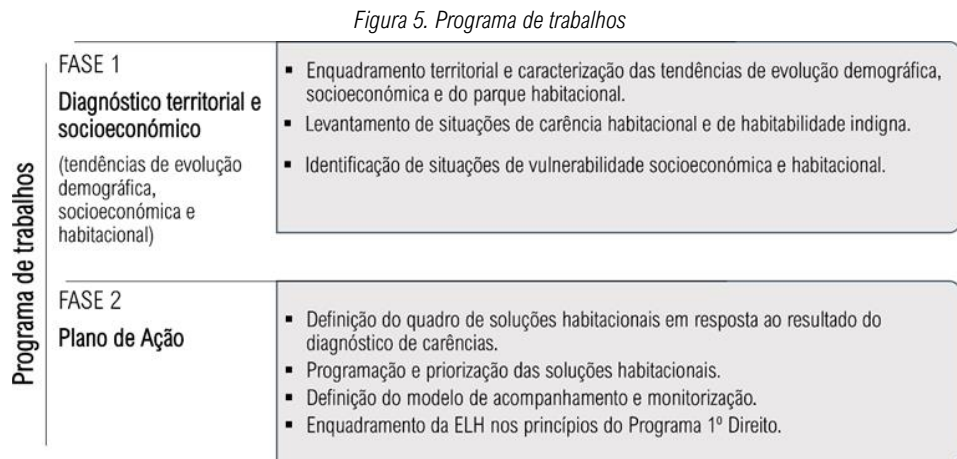 Figura 5. Programa de trabalhos
Programa de trabalhos
FASE 1
Diagnóstico territorial e
socioeconómico
(tendências de evolução
demográfica,
socioeconómica e
habitacional)
▪ Enquadramento territorial e caracterização das tendências de evolução demográfica,
socioeconómica e do parque habitacional.
▪ Levantamento de situações de carência habitacional e de habitabilidade indigna.
▪ Identificação de situações de vulnerabilidade socioeconómica e habitacional.
FASE 2
Plano de Ação
▪ Definição do quadro de soluções habitacionais em resposta ao resultado do
diagnóstico de carências.
▪ Programação e priorização das soluções habitacionais.
▪ Definição do modelo de acompanhamento e monitorização.
▪ Enquadramento da ELH nos princípios do Programa 1º Direito.